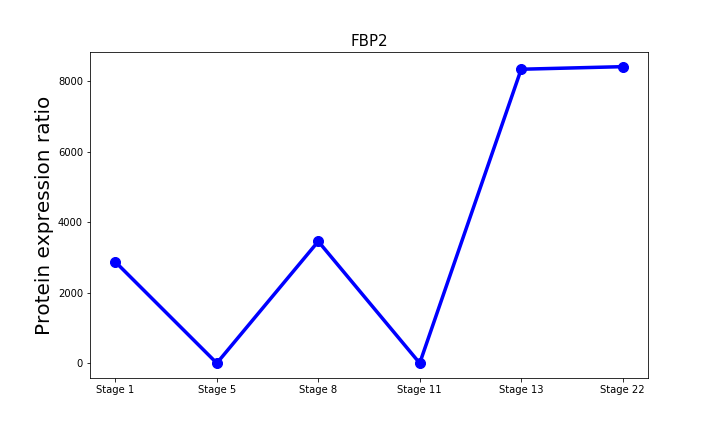 FBP2
Protein expression ratio
8000
6000
4000
2000
0
Stage 1 Stage 5 Stage 8 Stage 11 Stage 13 Stage 22